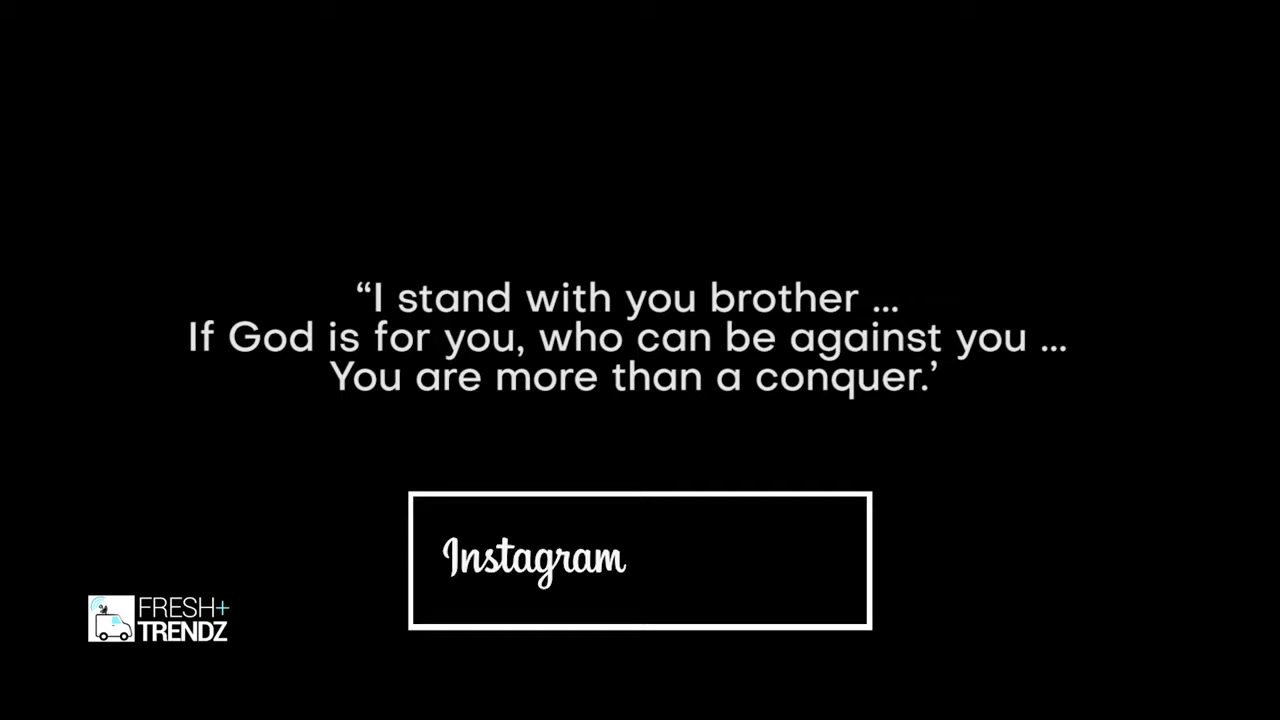 “I stand with you brother ...
If God is for you, who can be against you ...
You are more than a conquer.’
Instagram
FRESH+
TRENDZ